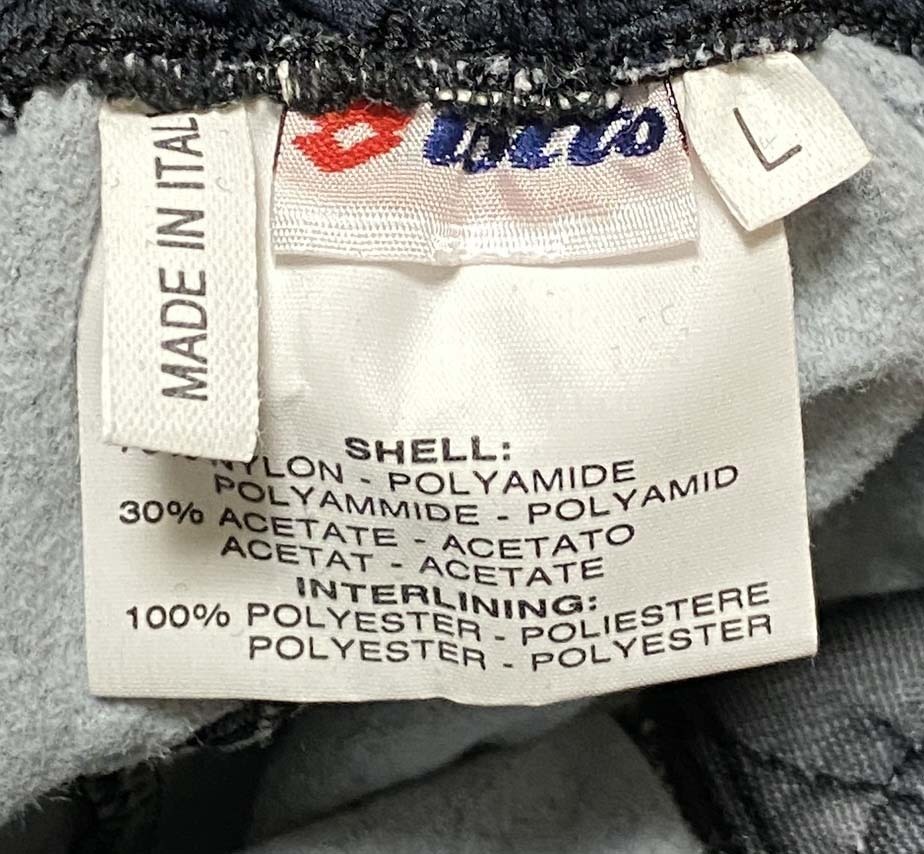 MADE IN ITAL
L
SHELL:
NYLON - POLYAMIDE
POLYAMMIDE - POLYAMID
30% ACETATE - ACETATO
ACETAT - ACETATE
INTERLINING:
100% POLYESTER - POLIESTERE
POLYESTER - POLYESTER